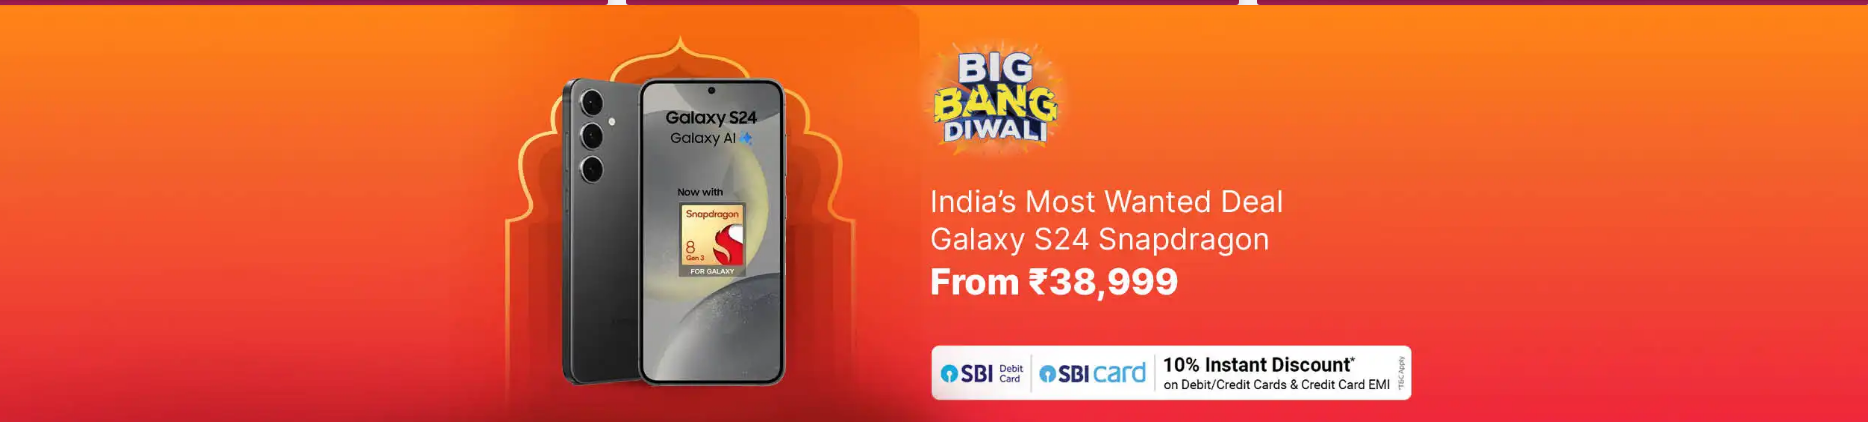 Galaxy S24
Galaxy AI
Now with
Snapdragon
8
Gen 3
FOR GALAXY
BIG
BANG
DIWALI
India's Most Wanted Deal
Galaxy S24 Snapdragon
From ₹38,999
SBI Debit Card
SBI card
10% Instant Discount*
on Debit/Credit Cards & Credit Card EMI
*T&C Apply